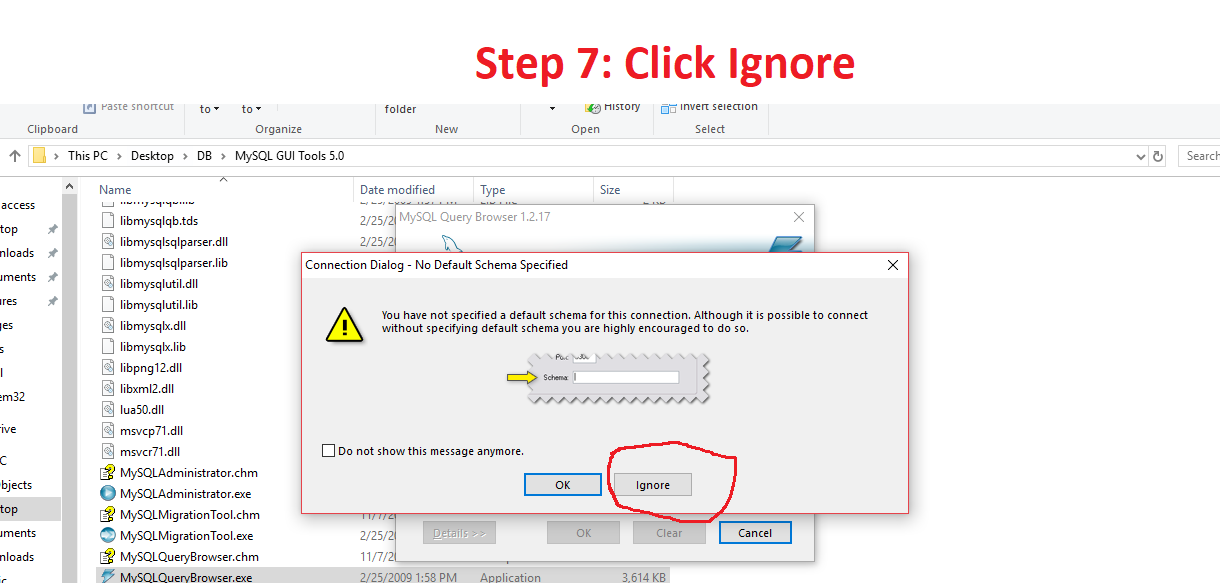 Step 7: Click Ignore
Paste shortcut
to
to
folder
History
Invert selection
Clipboard
Organize
New
Open
Select
This PC
Desktop
DB
MySQL GUI Tools 5.0
Search
Name
Date modified
Type
Size
access
libmysqlqb.tds
2/25/20
top
MySQL Query Browser 1.2.17
libmysqlsqlparser.dll
2/25/20
nloads
libmysqlsqlparser.lib
Connection Dialog - No Default Schema Specified
uments
libmysqlutil.dll
ures
libmysqlutil.lib
You have not specified a default schema for this connection. Although it is possible to connect
without specifying default schema you are highly encouraged to do so.
ges
libmysqlx.dll
s
libmysqlx.lib
l
libpng12.dll
Schema:
em32
libxml2.dll
lua50.dll
rive
msvcp71.dll
C
msvcr71.dll
Do not show this message anymore.
MySQLAdministrator.chm
bjects
MySQLAdministrator.exe
OK
Ignore
top
MySQLMigrationTool.chm
11/7/2
uments
MySQLMigrationTool.exe
2/25/20
Details >>
OK
Clear
Cancel
nloads
MySQLQueryBrowser.chm
11/7/20
MySQLQueryBrowser.exe
2/25/2009 1:58 PM
Application
3,614 KB